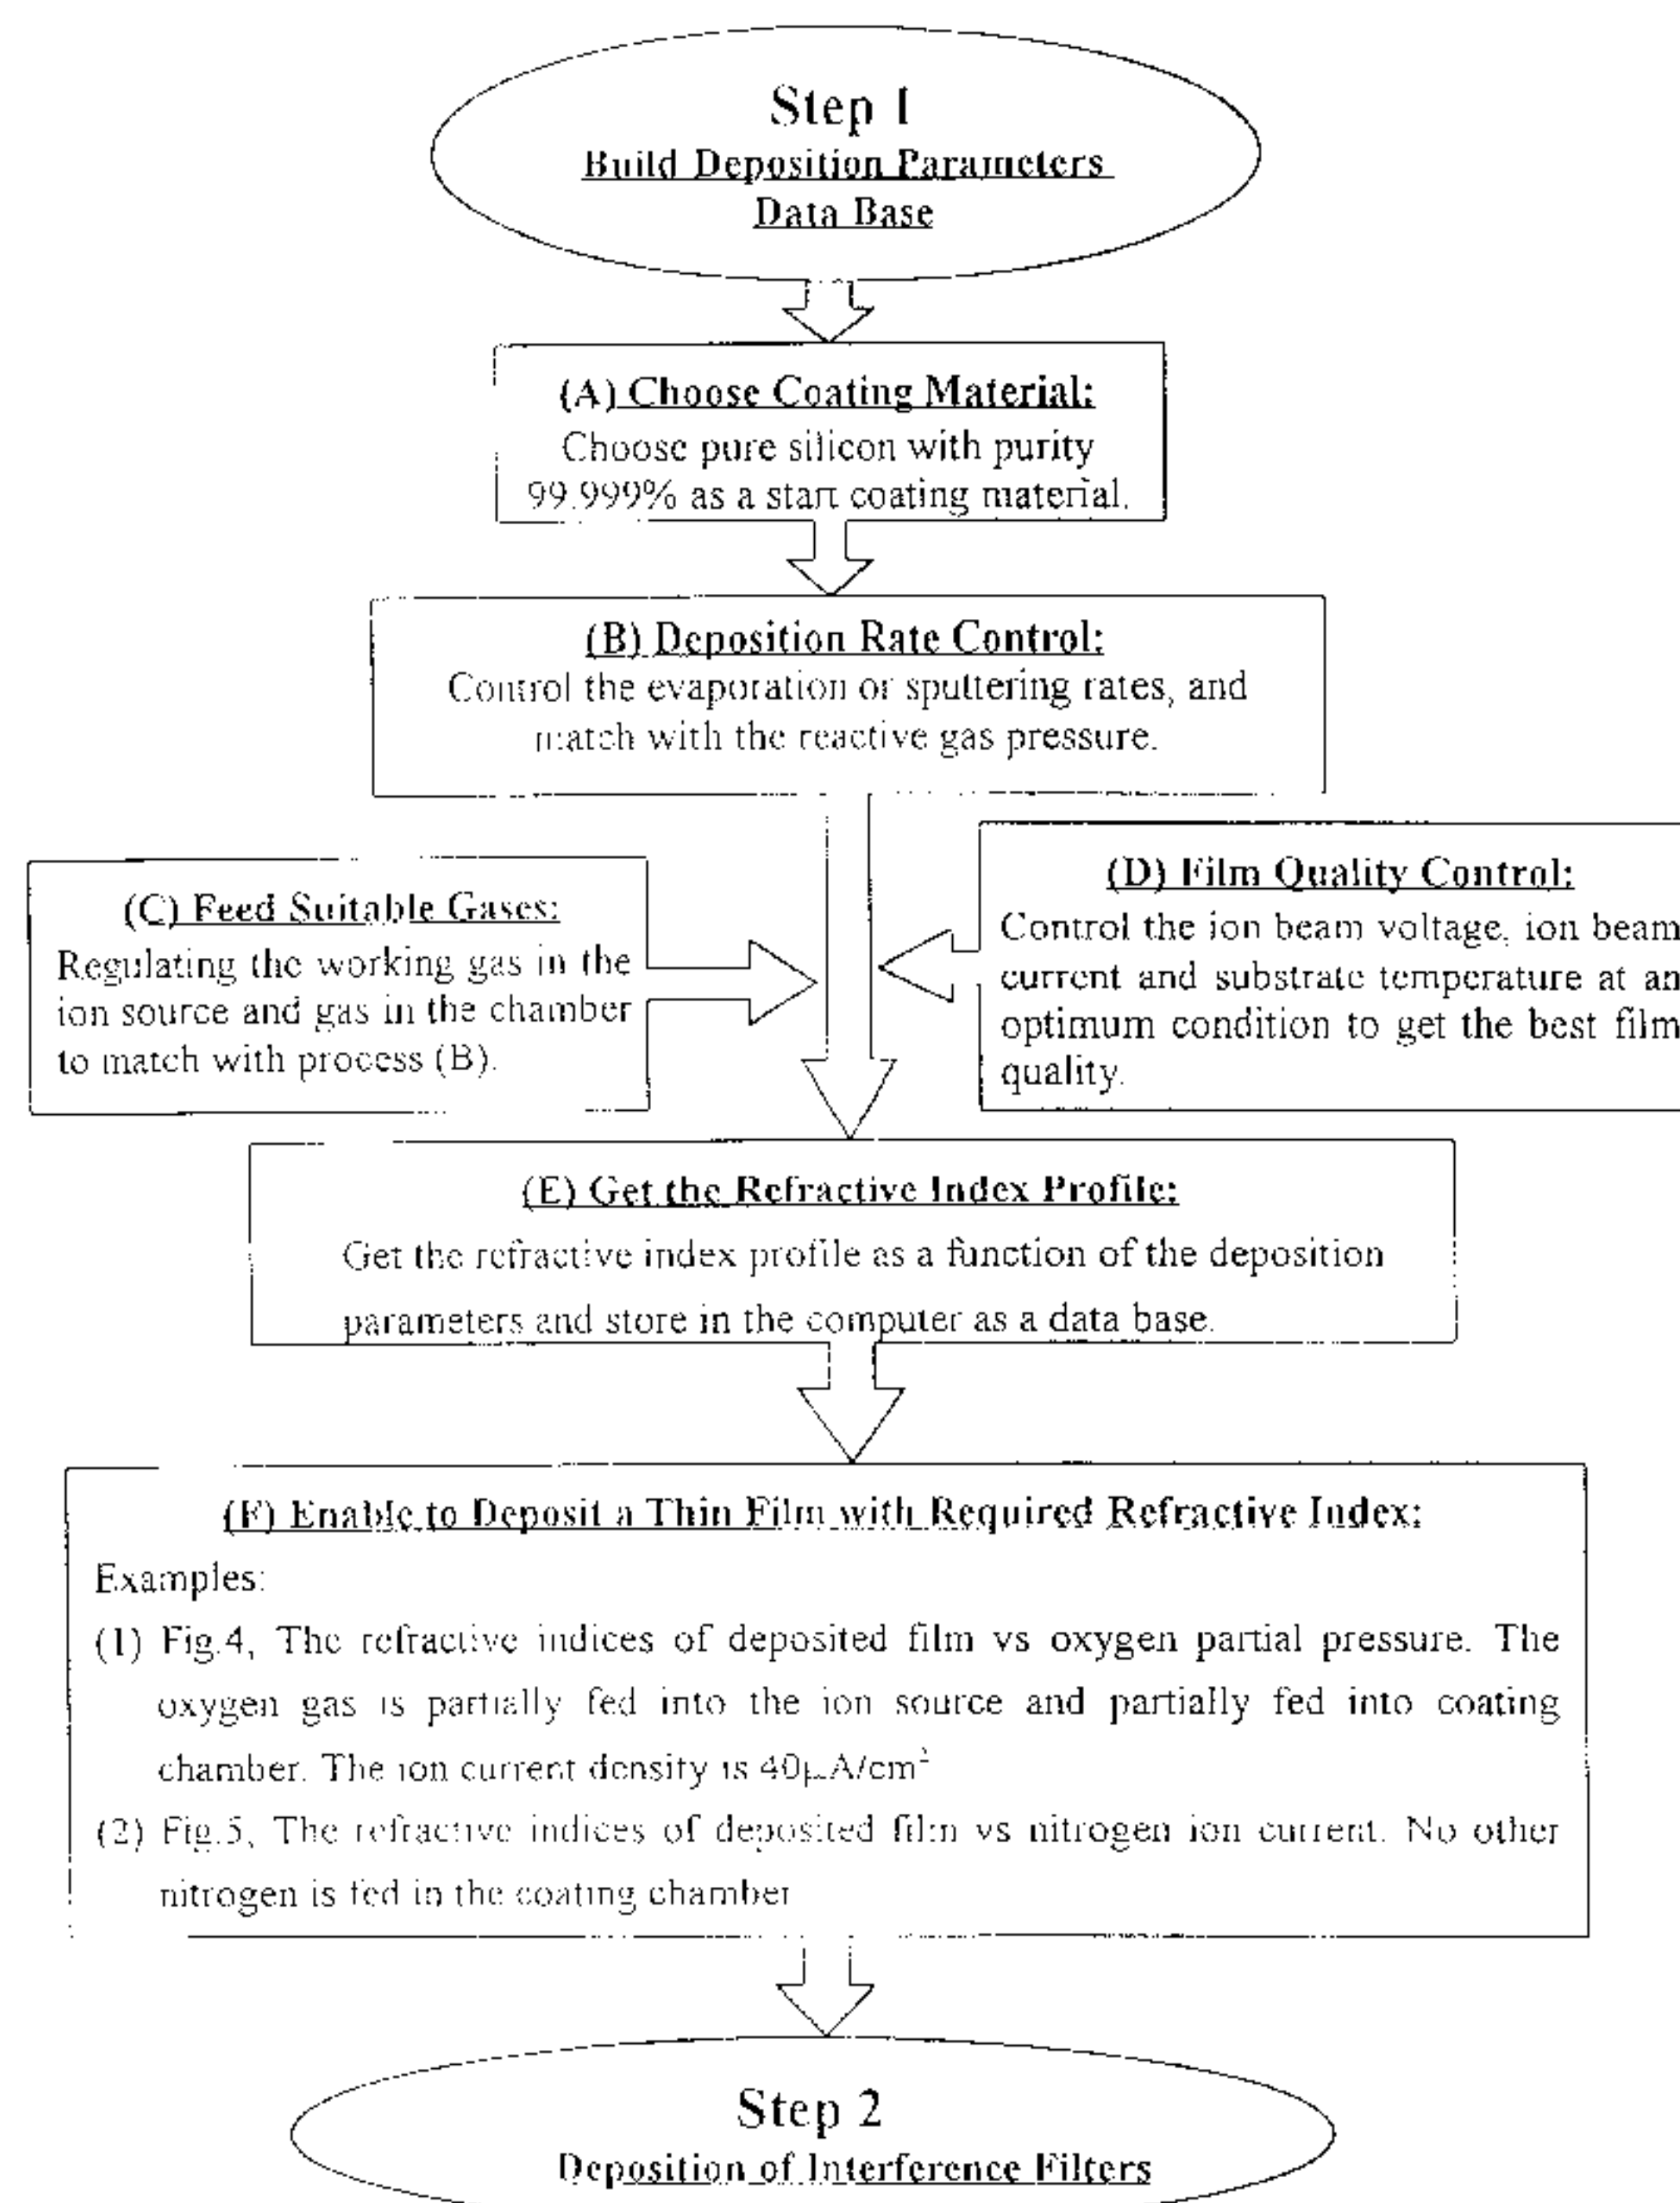 Step 1
Build Deposition Parameters
Data Base
(A) Choose Coating Material:
Choose pure silicon with purity
99.999% as a start coating material.
(B) Deposition Rate Control:
Control the evaporation or sputtering rates, and
match with the reactive gas pressure.
(C) Feed Suitable Gases:
Regulating the working gas in the
ion source and gas in the chamber
to match with process (B).
(D) Film Quality Control:
Control the ion beam voltage, ion beam
current and substrate temperature at an
optimum condition to get the best film
quality.
(E) Get the Refractive Index Profile:
Get the refractive index profile as a function of the deposition
parameters and store in the computer as a data base.
(F) Enable to Deposit a Thin Film with Required Refractive Index:
Examples:
(1) Fig.4, The refractive indices of deposited film vs oxygen partial pressure. The
oxygen gas is partially fed into the ion source and partially fed into coating
chamber. The ion current density is 40μA/cm²
(2) Fig.5, The refractive indices of deposited film vs nitrogen ion current. No other
nitrogen is fed in the coating chamber
Step 2
Deposition of Interference Filters